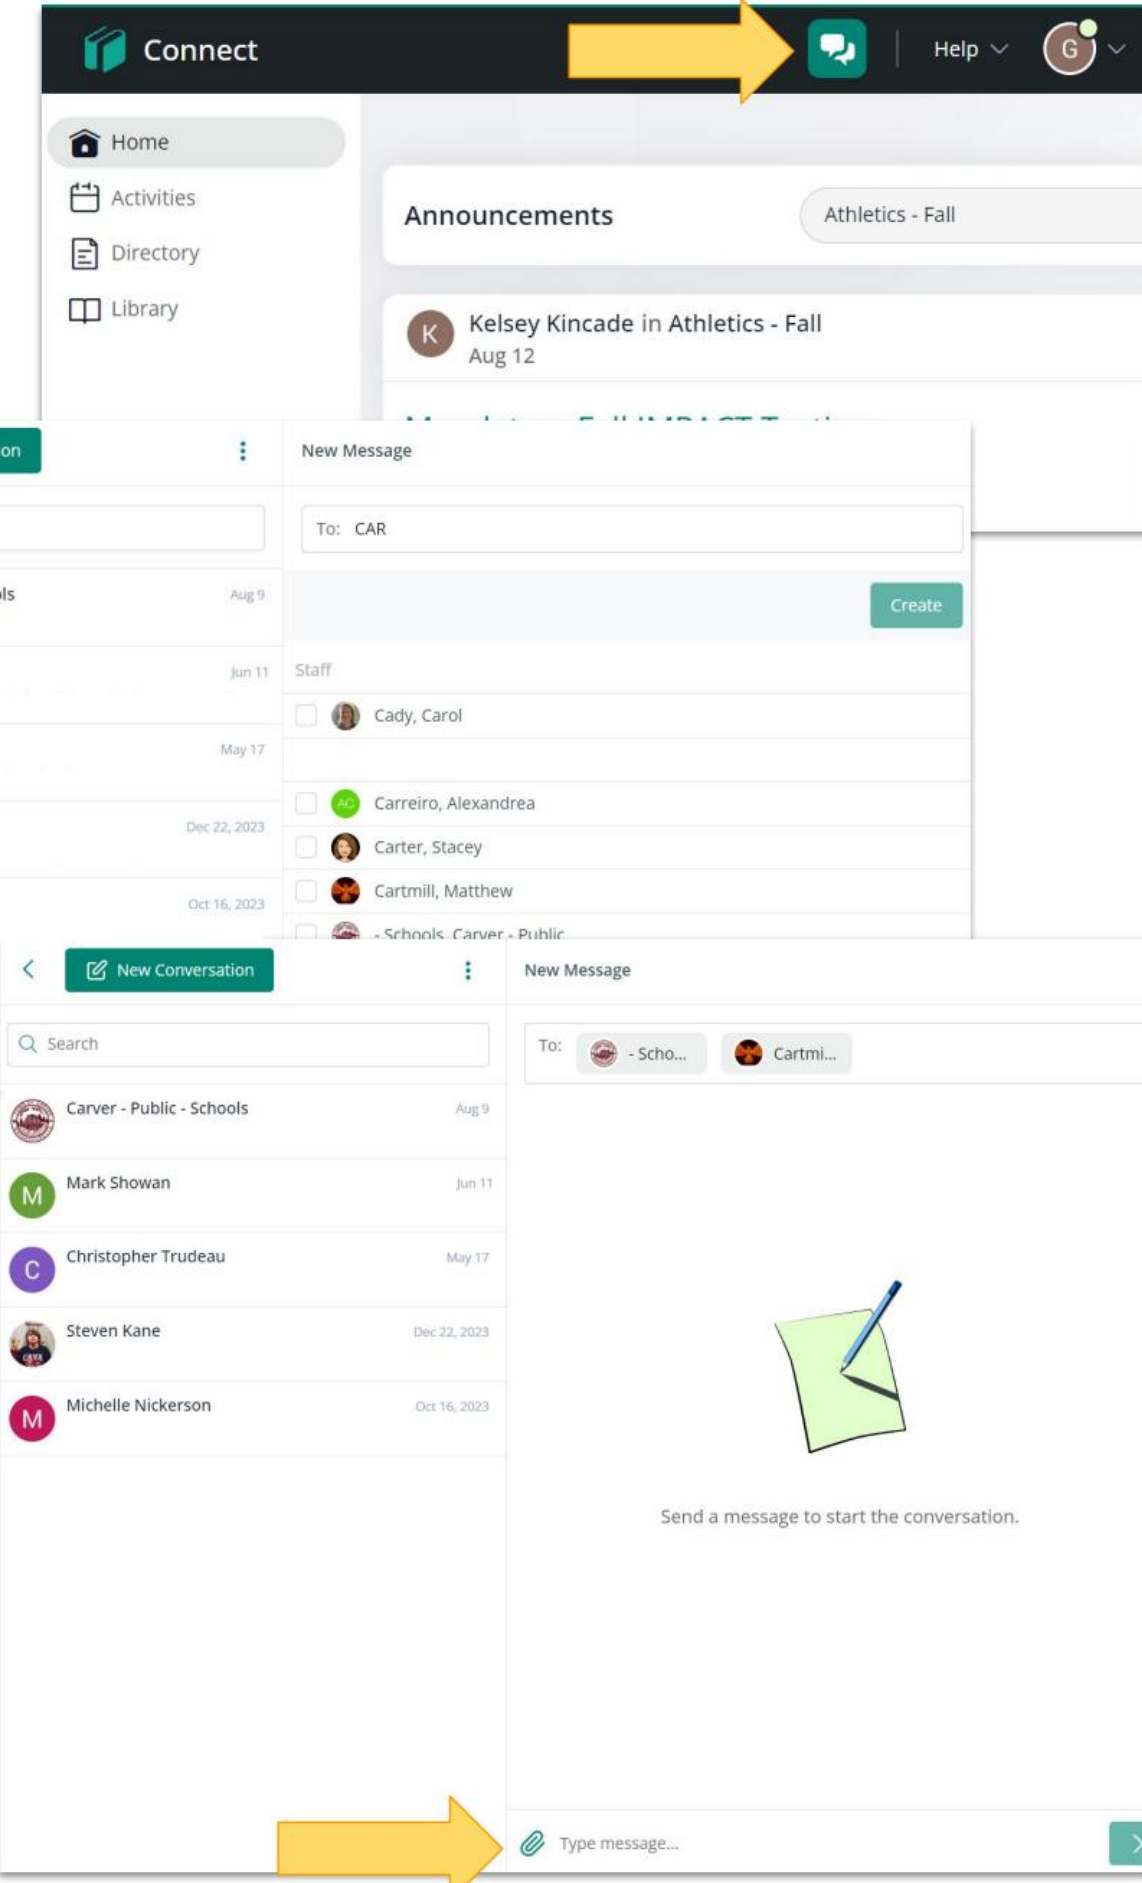 Connect
Help
G
Home
Activities
Directory
Library
Announcements
Athletics - Fall
K
Kelsey Kincade in Athletics - Fall
Aug 12
on
New Message
To: CAR
ols
Aug 9
Create
Jun 11
Staff
Cady, Carol
May 17
AC
Carreiro, Alexandrea
Dec 22, 2023
Carter, Stacey
Cartmill, Matthew
Oct 16, 2023
- Schools, Carver - Public
New Conversation
New Message
Search
To: - Scho... Cartmi...
Carver - Public - Schools
Aug 9
M
Mark Showan
Jun 11
C
Christopher Trudeau
May 17
Steven Kane
Dec 22, 2023
M
Michelle Nickerson
Oct 16, 2023
Send a message to start the conversation.
Type message...